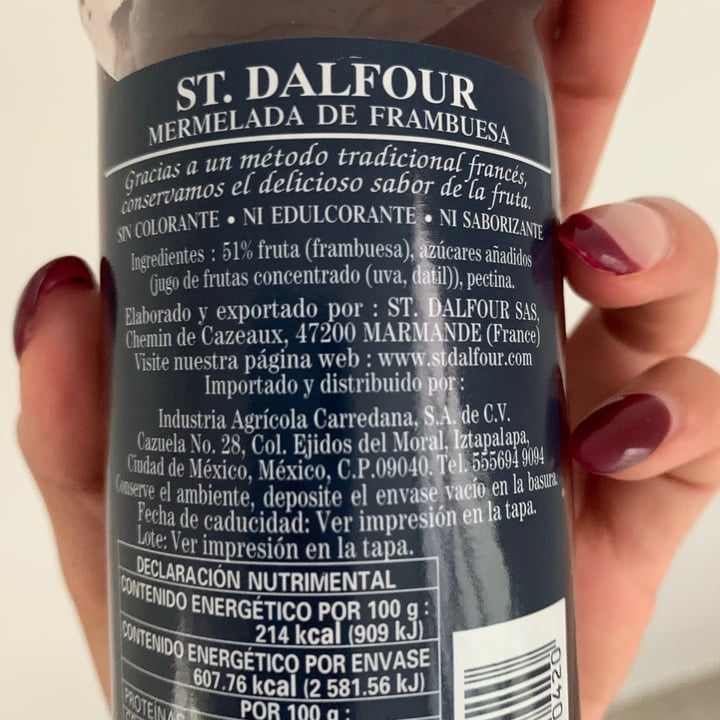 ST. DALFOUR
MERMELADA DE FRAMBUESA
Gracias a un método tradicional francés,
conservamos el delicioso sabor de la fruta.
SIN COLORANTE • NI EDULCORANTE • NI SABORIZANTE
Ingredientes : 51% fruta (frambuesa), azúcares añadidos
(jugo de frutas concentrado (uva, datil)), pectina.
Elaborado y exportado por : ST. DALFOUR SAS,
Chemin de Cazeaux, 47200 MARMANDE (France)
Visite nuestra página web : www.stdalfour.com
Importado y distribuido por :
Industria Agrícola Carredana, S.A. de C.V.
Cazuela No. 28, Col. Ejidos del Moral, Iztapalapa,
Ciudad de México, México, C.P. 09040. Tel. 555694 9094
Conserve el ambiente, deposite el envase vacío en la basura.
Fecha de caducidad: Ver impresión en la tapa.
Lote: Ver impresión en la tapa.
DECLARACIÓN NUTRIMENTAL
CONTENIDO ENERGÉTICO POR 100 g :
214 kcal (909 kJ)
CONTENIDO ENERGÉTICO POR ENVASE
607.76 kcal (2 581.56 kJ)
POR 100 g :
PROTEINAS
0420